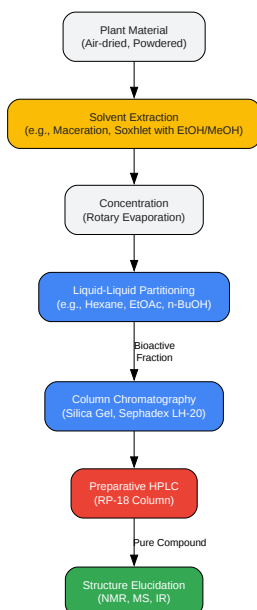 Plant Material
(Air-dried, Powdered)
Solvent Extraction
(e.g., Maceration, Soxhlet with EtOH/MeOH)
Concentration
(Rotary Evaporation)
Liquid-Liquid Partitioning
(e.g., Hexane, EtOAc, n-BuOH)
Bioactive
Fraction
Column Chromatography
(Silica Gel, Sephadex LH-20)
Preparative HPLC
(RP-18 Column)
Pure Compound
Structure Elucidation
(NMR, MS, IR)